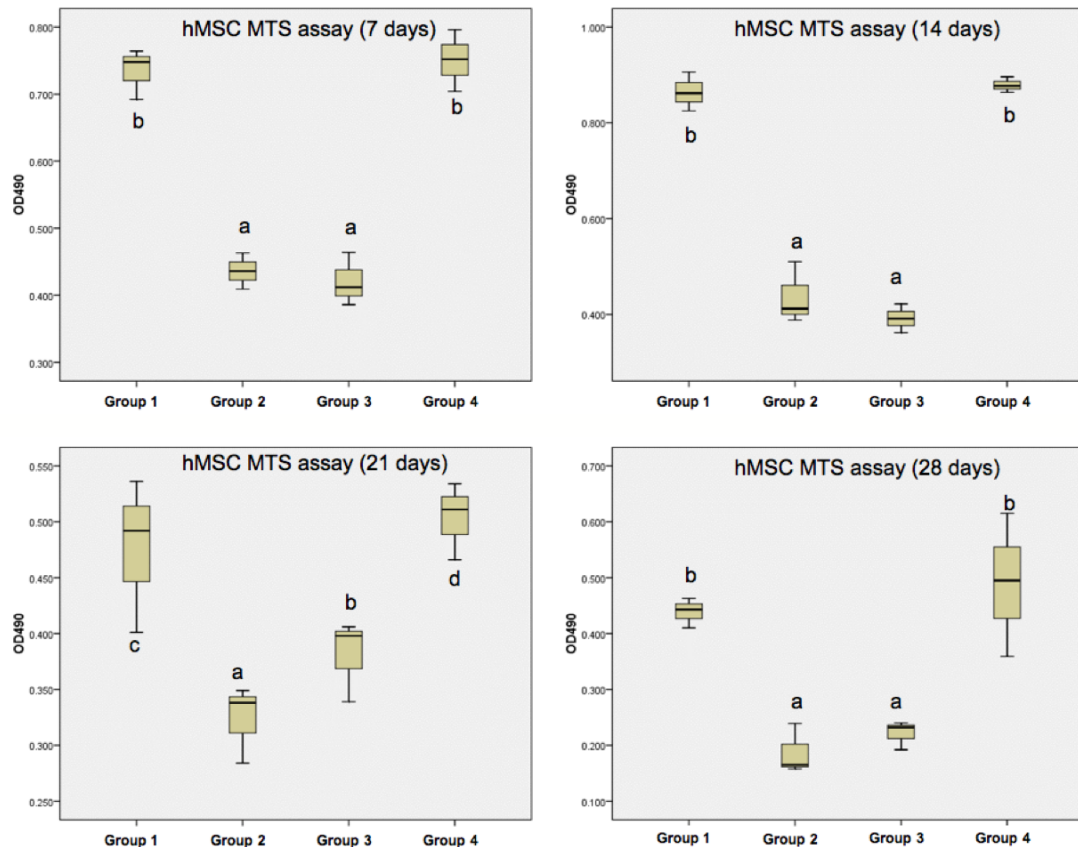 hMSC MTS assay (7 days)
0.800
0.700
0.600
0.500
0.400
0.300
OD490
b
a
a
b
Group 1 Group 2 Group 3 Group 4
hMSC MTS assay (14 days)
1.000
0.800
0.600
0.400
OD490
b
a
a
b
Group 1 Group 2 Group 3 Group 4
hMSC MTS assay (21 days)
0.550
0.500
0.450
0.400
0.350
0.300
0.250
OD490
c
a
b
d
Group 1 Group 2 Group 3 Group 4
hMSC MTS assay (28 days)
0.700
0.600
0.500
0.400
0.300
0.200
0.100
OD490
b
a
a
b
Group 1 Group 2 Group 3 Group 4